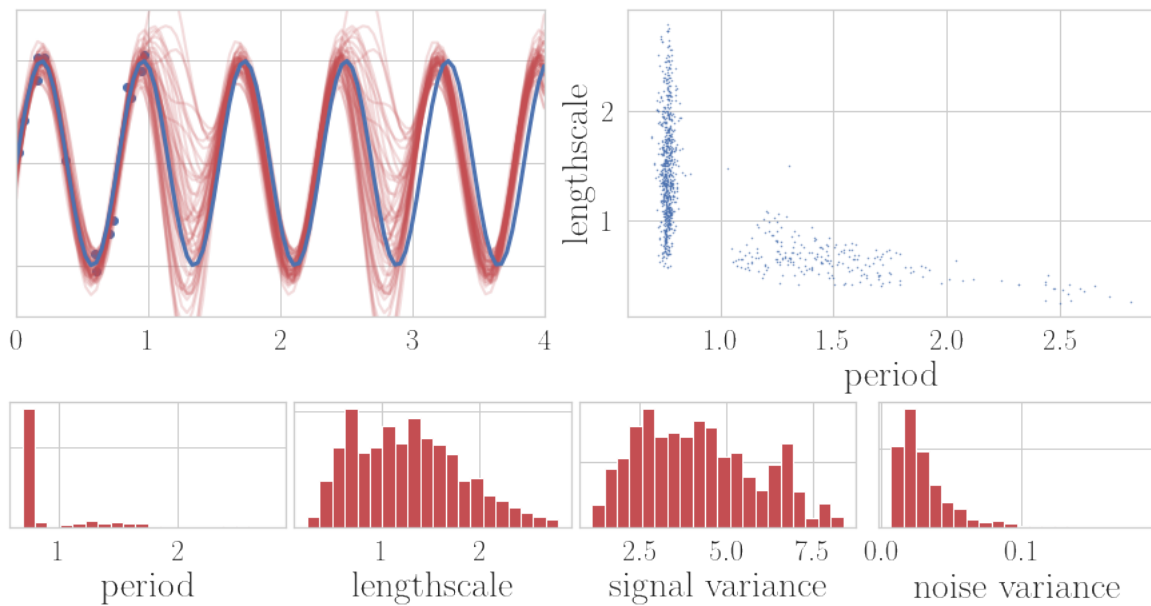 lengthscale
2
1
0 1 2 3 4
1.0 1.5 2.0 2.5
period
1 2
1 2
2.5 5.0 7.5
0.0 0.1
period
lengthscale
signal variance
noise variance